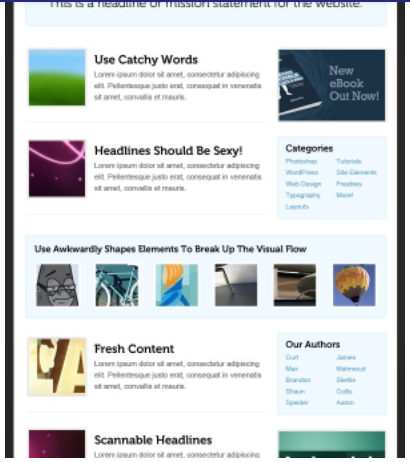 This is a headline or mission statement for the website.
Use Catchy Words
Lorem ipsum dolor sit amet, consectetur adipiscing
elit. Pellentesque justo erat, consequat in venenatis
sit amet, convallis et mauris.
New
eBook
Out Now!
Headlines Should Be Sexy!
Lorem ipsum dolor sit amet, consectetur adipiscing
elit. Pellentesque justo erat, consequat in venenatis
sit amet, convallis et mauris.
Categories
Photoshop Tutorials
WordPress Site Elements
Web Design Freebies
Typography More!
Layouts
Use Awkwardly Shapes Elements To Break Up The Visual Flow
Fresh Content
Lorem ipsum dolor sit amet, consectetur adipiscing
elit. Pellentesque justo erat, consequat in venenatis
sit amet, convallis et mauris.
Our Authors
Curt James
Max Mahmoud
Brandon Skellie
Shaun Collis
Speider Aaron
Scannable Headlines
Lorem ipsum dolor sit amet, consectetur adipiscing